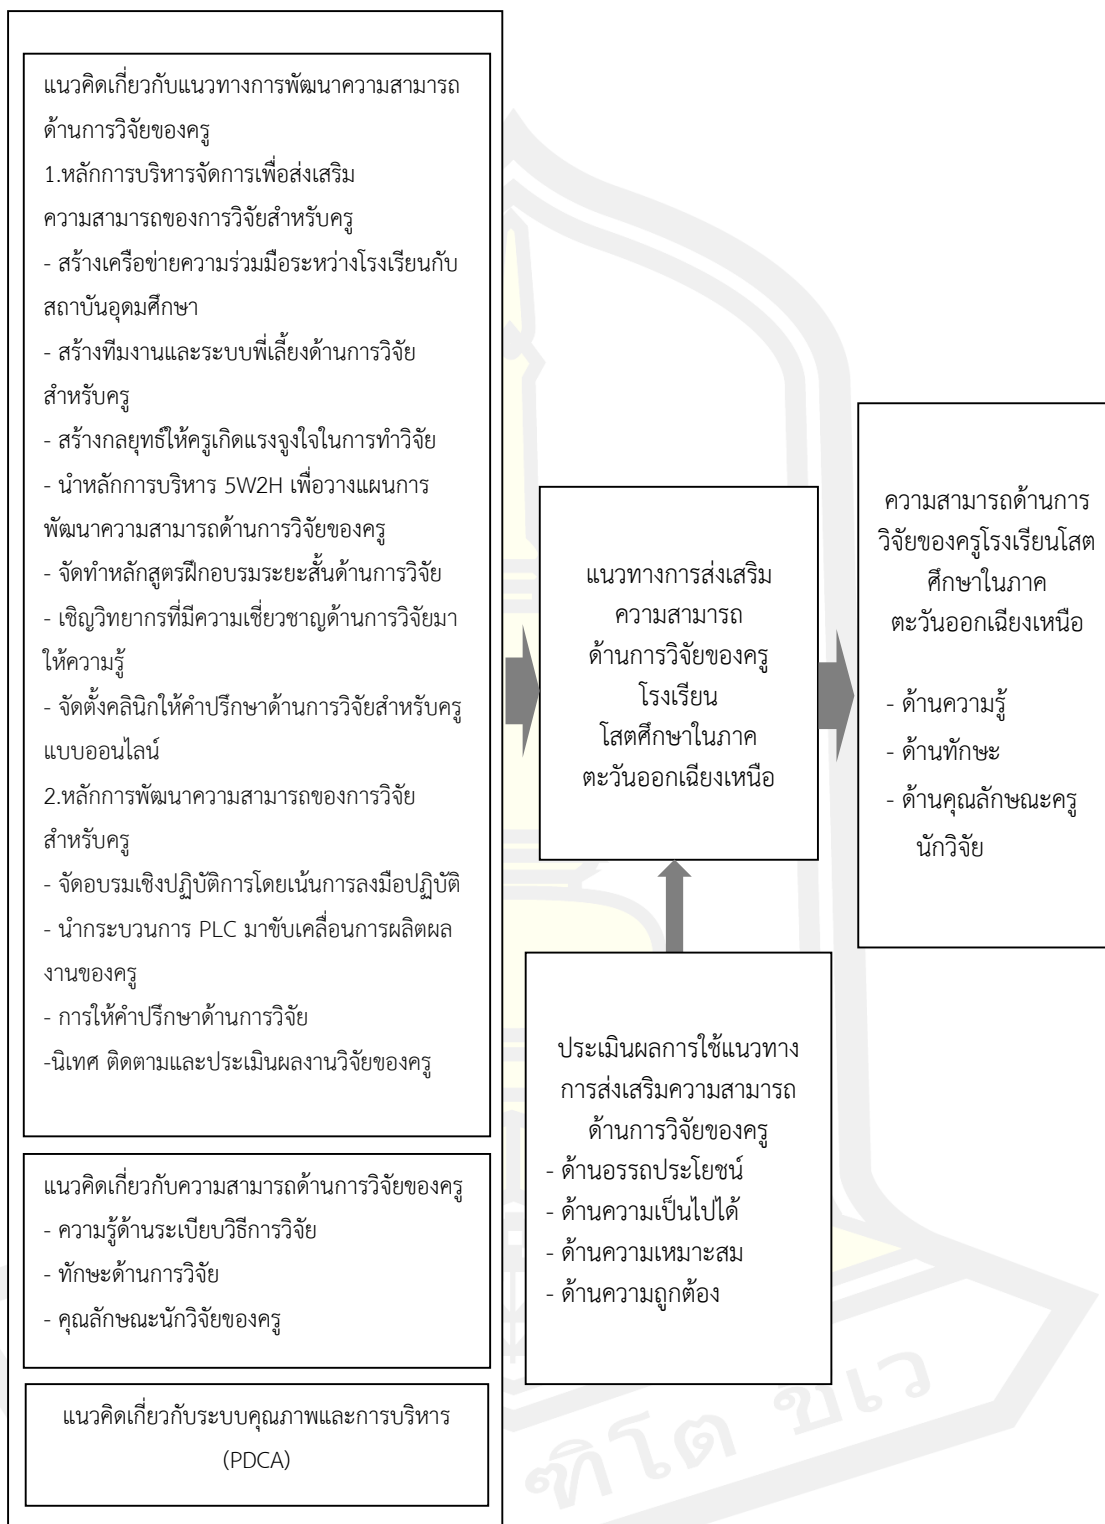 แนวคิดเกี่ยวกับแนวทางการพัฒนาความสามารถ
ด้านการวิจัยของครู
1.หลักการบริหารจัดการเพื่อส่งเสริม
ความสามารถของการวิจัยสำหรับครู
- สร้างเครือข่ายความร่วมมือระหว่างโรงเรียนกับ
สถาบันอุดมศึกษา
- สร้างทีมงานและระบบพี่เลี้ยงด้านการวิจัย
สำหรับครู
- สร้างกลยุทธ์ให้ครูเกิดแรงจูงใจในการทำวิจัย
- นำหลักการบริหาร 5W2H เพื่อวางแผนการ
พัฒนาความสามารถด้านการวิจัยของครู
- จัดทำหลักสูตรฝึกอบรมระยะสั้นด้านการวิจัย
- เชิญวิทยากรที่มีความเชี่ยวชาญด้านการวิจัยมา
ให้ความรู้
- จัดตั้งคลินิกให้คำปรึกษาด้านการวิจัยสำหรับครู
แบบออนไลน์
2.หลักการพัฒนาความสามารถของการวิจัย
สำหรับครู
- จัดอบรมเชิงปฏิบัติการโดยเน้นการลงมือปฏิบัติ
- นำกระบวนการ PLC มาขับเคลื่อนการผลิตผล
งานของครู
- การให้คำปรึกษาด้านการวิจัย
-นิเทศ ติดตามและประเมินผลงานวิจัยของครู
แนวคิดเกี่ยวกับความสามารถด้านการวิจัยของครู
- ความรู้ด้านระเบียบวิธีการวิจัย
- ทักษะด้านการวิจัย
- คุณลักษณะนักวิจัยของครู
แนวคิดเกี่ยวกับระบบคุณภาพและการบริหาร
(PDCA)
แนวทางการส่งเสริม
ความสามารถ
ด้านการวิจัยของครู
โรงเรียน
โสตศึกษาในภาค
ตะวันออกเฉียงเหนือ
ประเมินผลการใช้แนวทาง
การส่งเสริมความสามารถ
ด้านการวิจัยของครู
- ด้านอรรถประโยชน์
- ด้านความเป็นไปได้
- ด้านความเหมาะสม
- ด้านความถูกต้อง
ความสามารถด้านการ
วิจัยของครูโรงเรียนโสต
ศึกษาในภาค
ตะวันออกเฉียงเหนือ
- ด้านความรู้
- ด้านทักษะ
- ด้านคุณลักษณะครู
นักวิจัย
ฑิโต ชเว